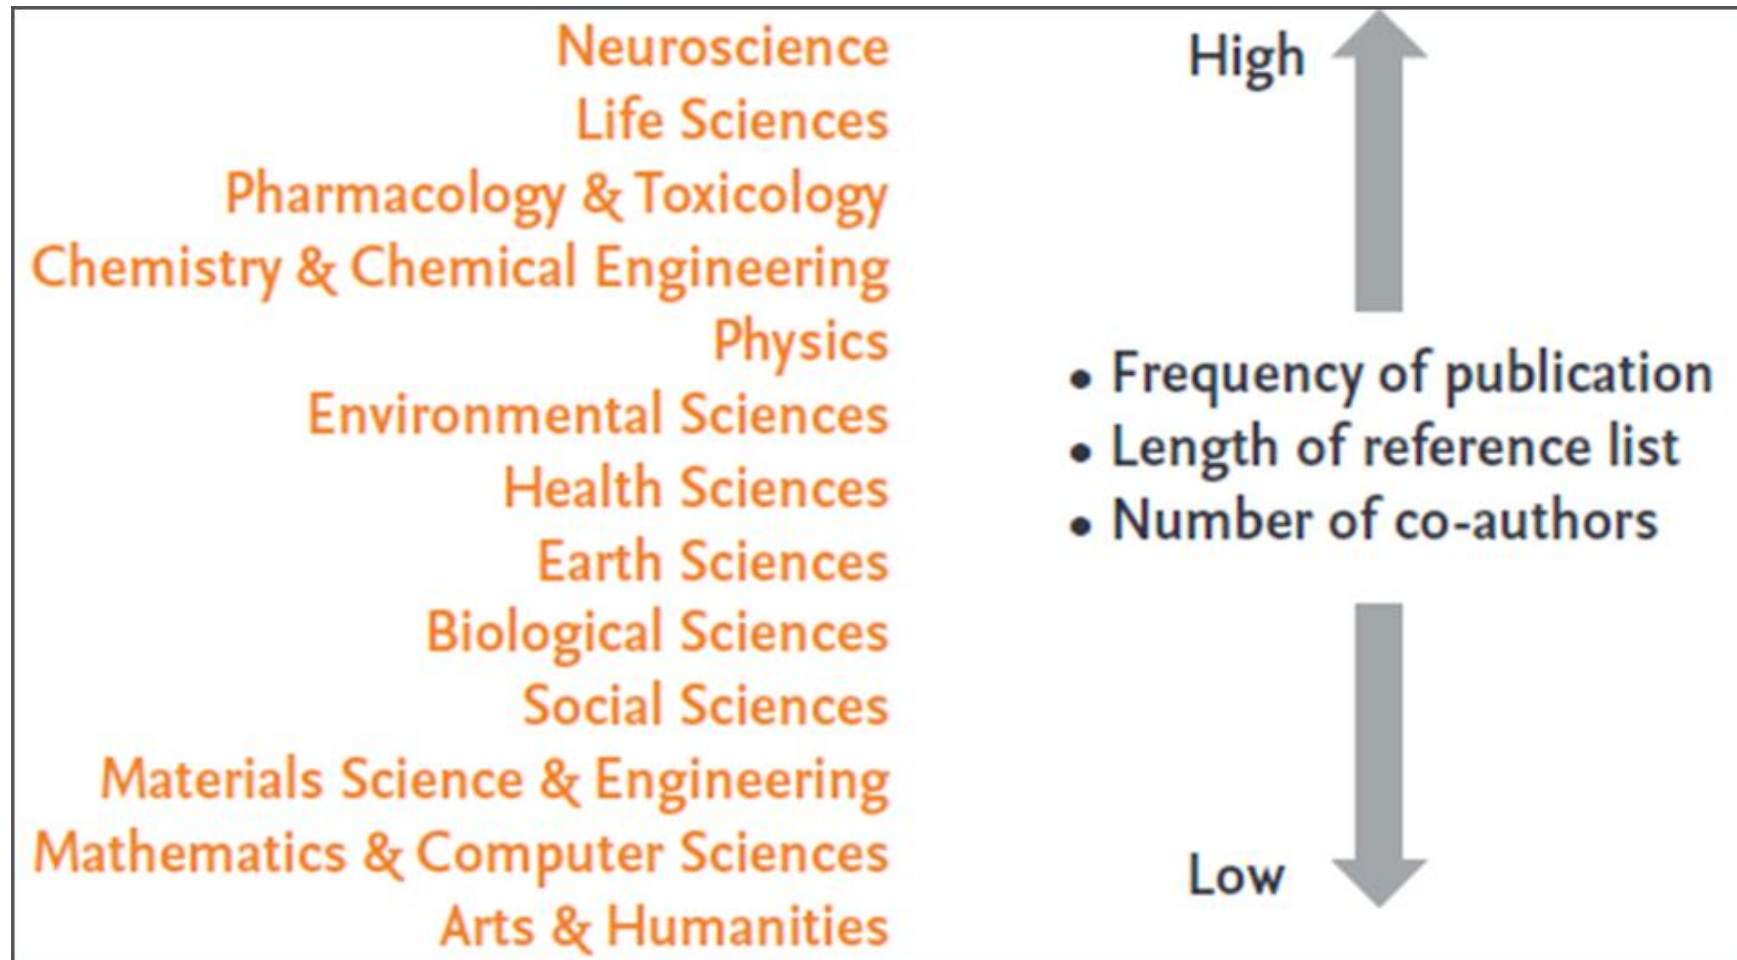 Neuroscience
Life Sciences
Pharmacology & Toxicology
Chemistry & Chemical Engineering
Physics
Environmental Sciences
Health Sciences
Earth Sciences
Biological Sciences
Social Sciences
Materials Science & Engineering
Mathematics & Computer Sciences
Arts & Humanities
High
• Frequency of publication
• Length of reference list
• Number of co-authors
Low